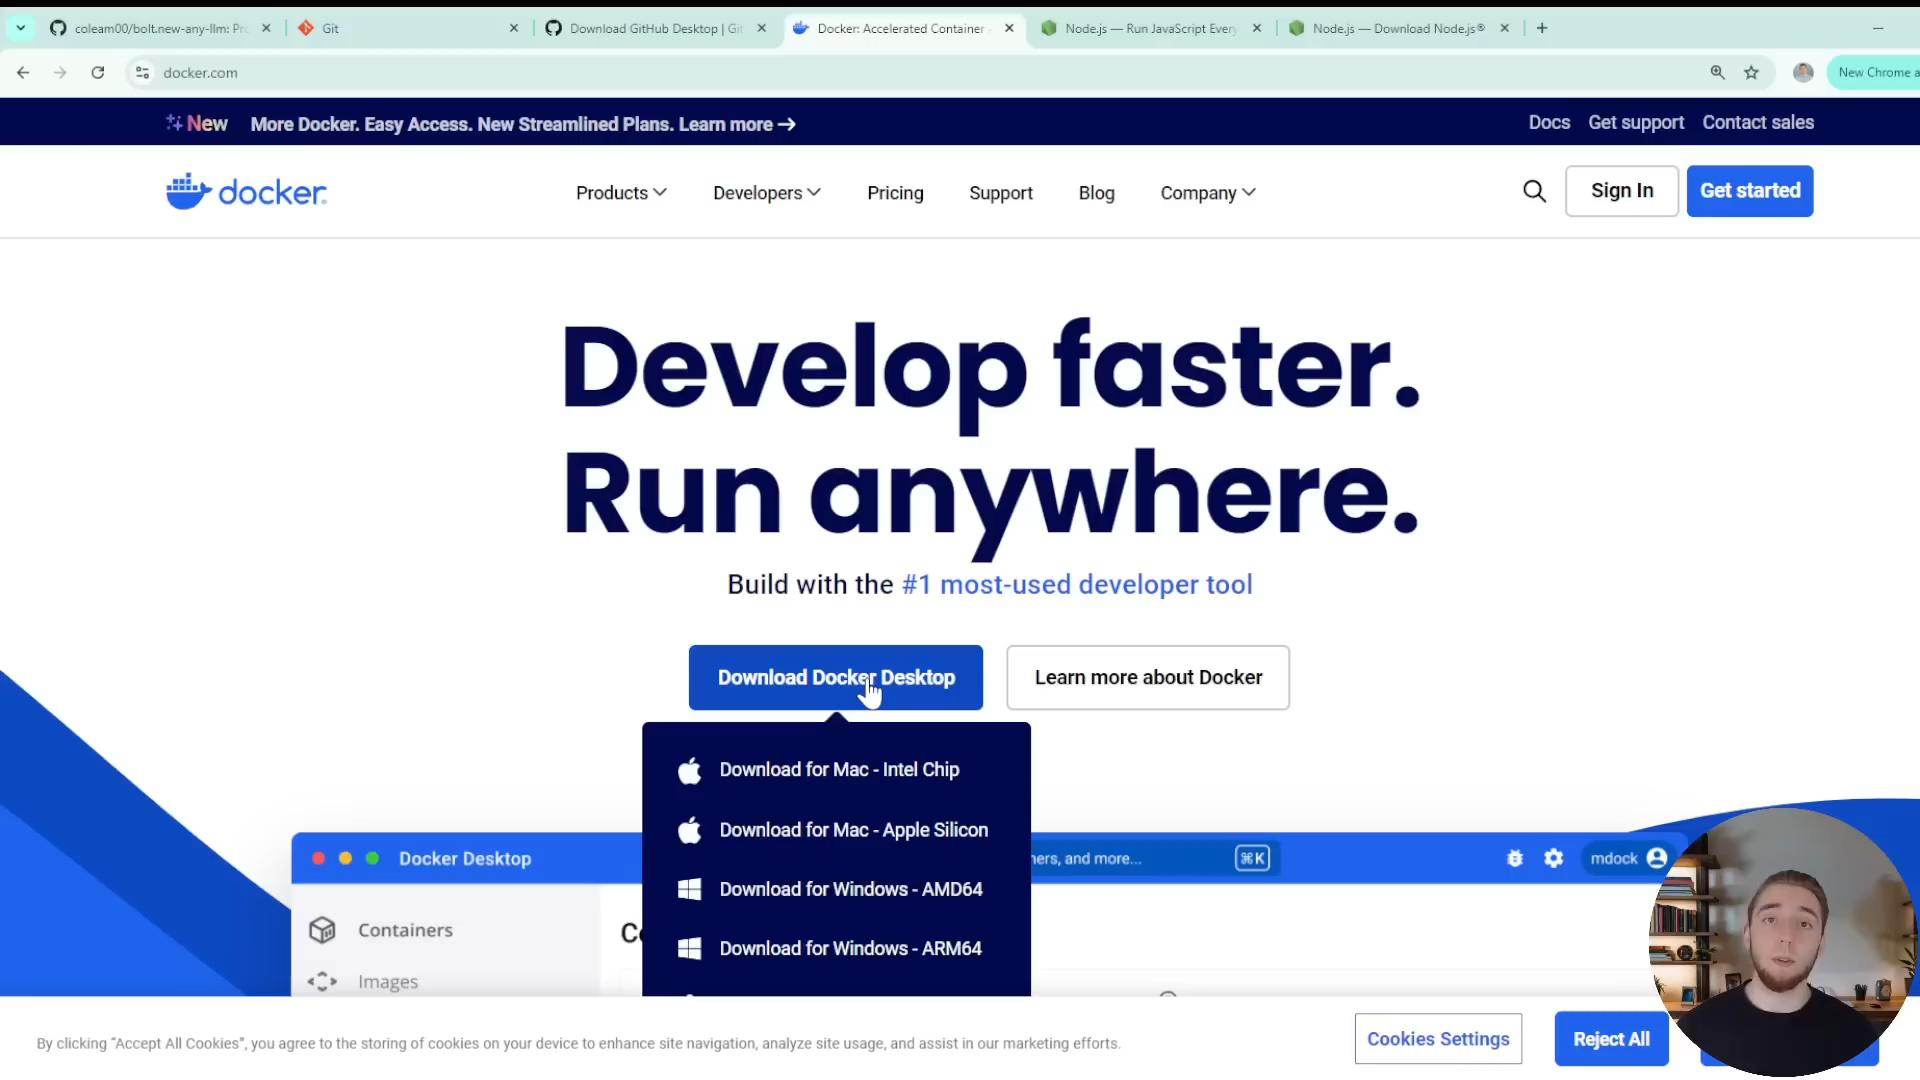 coleam00/bolt.new-any-llm: Pr
Git
Download GitHub Desktop | Git
Docker: Accelerated Container
Node.js — Run JavaScript Every
Node.js — Download Node.js®
docker.com
New Chrome a
New More Docker. Easy Access. New Streamlined Plans. Learn more →
Docs Get support Contact sales
docker
Products Developers Pricing Support Blog Company
Sign In
Get started
Develop faster.
Run anywhere.
Build with the #1 most-used developer tool
Download Docker Desktop
Learn more about Docker
Download for Mac - Intel Chip
Download for Mac - Apple Silicon
Download for Windows - AMD64
Download for Windows - ARM64
Docker Desktop
ners, and more...
⌘K
mdock
Containers
Images
By clicking “Accept All Cookies”, you agree to the storing of cookies on your device to enhance site navigation, analyze site usage, and assist in our marketing efforts.
Cookies Settings
Reject All